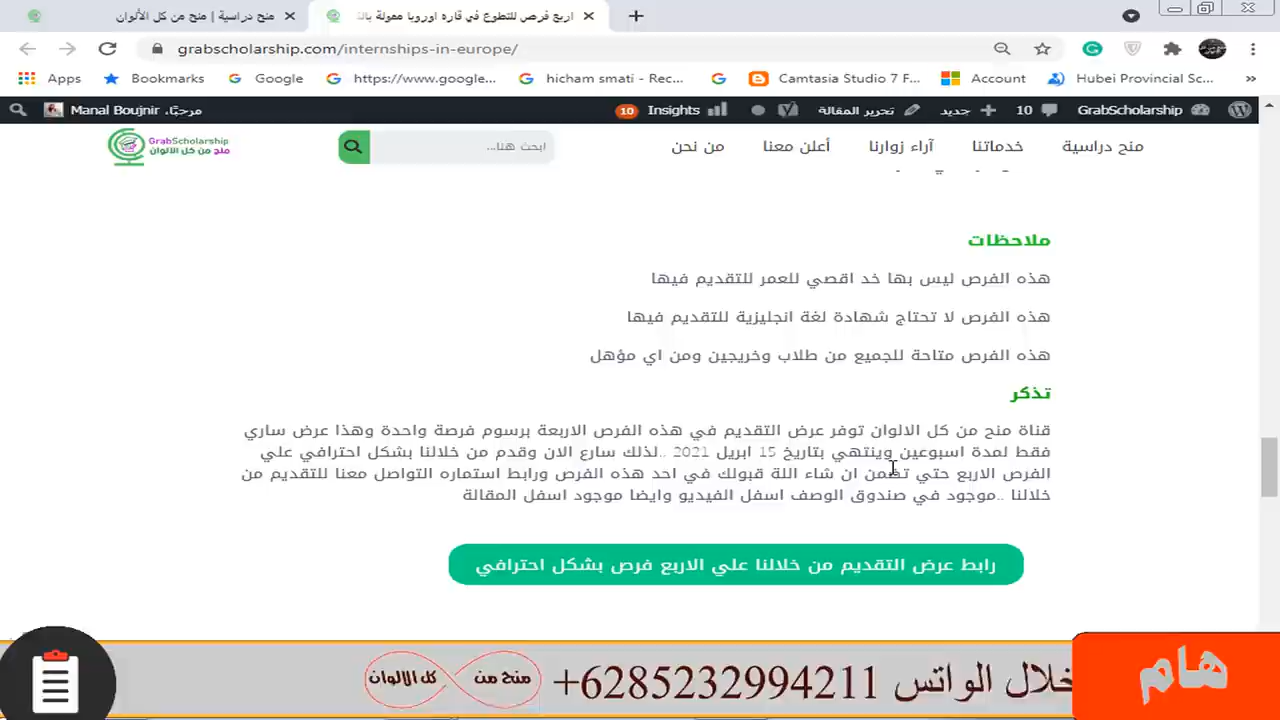 منح دراسية | منح من كل الألوان
اربع فرص للتطوع في قاره اوروبا ممولة بالك
grabscholarship.com/internships-in-europe/
Apps
Bookmarks
Google
https://www.google...
hicham smati - Rec...
Camtasia Studio 7 F...
Account
Hubei Provincial Sc...
»
Manal Boujnir مرحبًا،
10
Insights
تحرير المقالة
جديد
10
GrabScholarship
GrabScholarship
منح من كل الألوان
ابحث هنا...
منح دراسية
خدماتنا
آراء زوارنا
أعلن معنا
من نحن
ملاحظات
هذه الفرص ليس بها خد اقصي للعمر للتقديم فيها
هذه الفرص لا تحتاج شهادة لغة انجليزية للتقديم فيها
هذه الفرص متاحة للجميع من طلاب وخريجين ومن اي مؤهل
تذكر
قناة منح من كل الالوان توفر عرض التقديم في هذه الفرص الاربعة برسوم فرصة واحدة وهذا عرض ساري
فقط لمدة اسبوعين وينتهي بتاريخ 15 ابريل 2021 ..لذلك سارع الان وقدم من خلالنا بشكل احترافي علي
الفرص الاربع حتي تضمن ان شاء اللة قبولك في احد هذه الفرص ورابط استماره التواصل معنا للتقديم من
خلالنا ..موجود في صندوق الوصف اسفل الفيديو وايضا موجود اسفل المقالة
رابط عرض التقديم من خلالنا علي الاربع فرص بشكل احترافي
هام
خلال الواتس 6285232994211+
منح من
كل الالوان